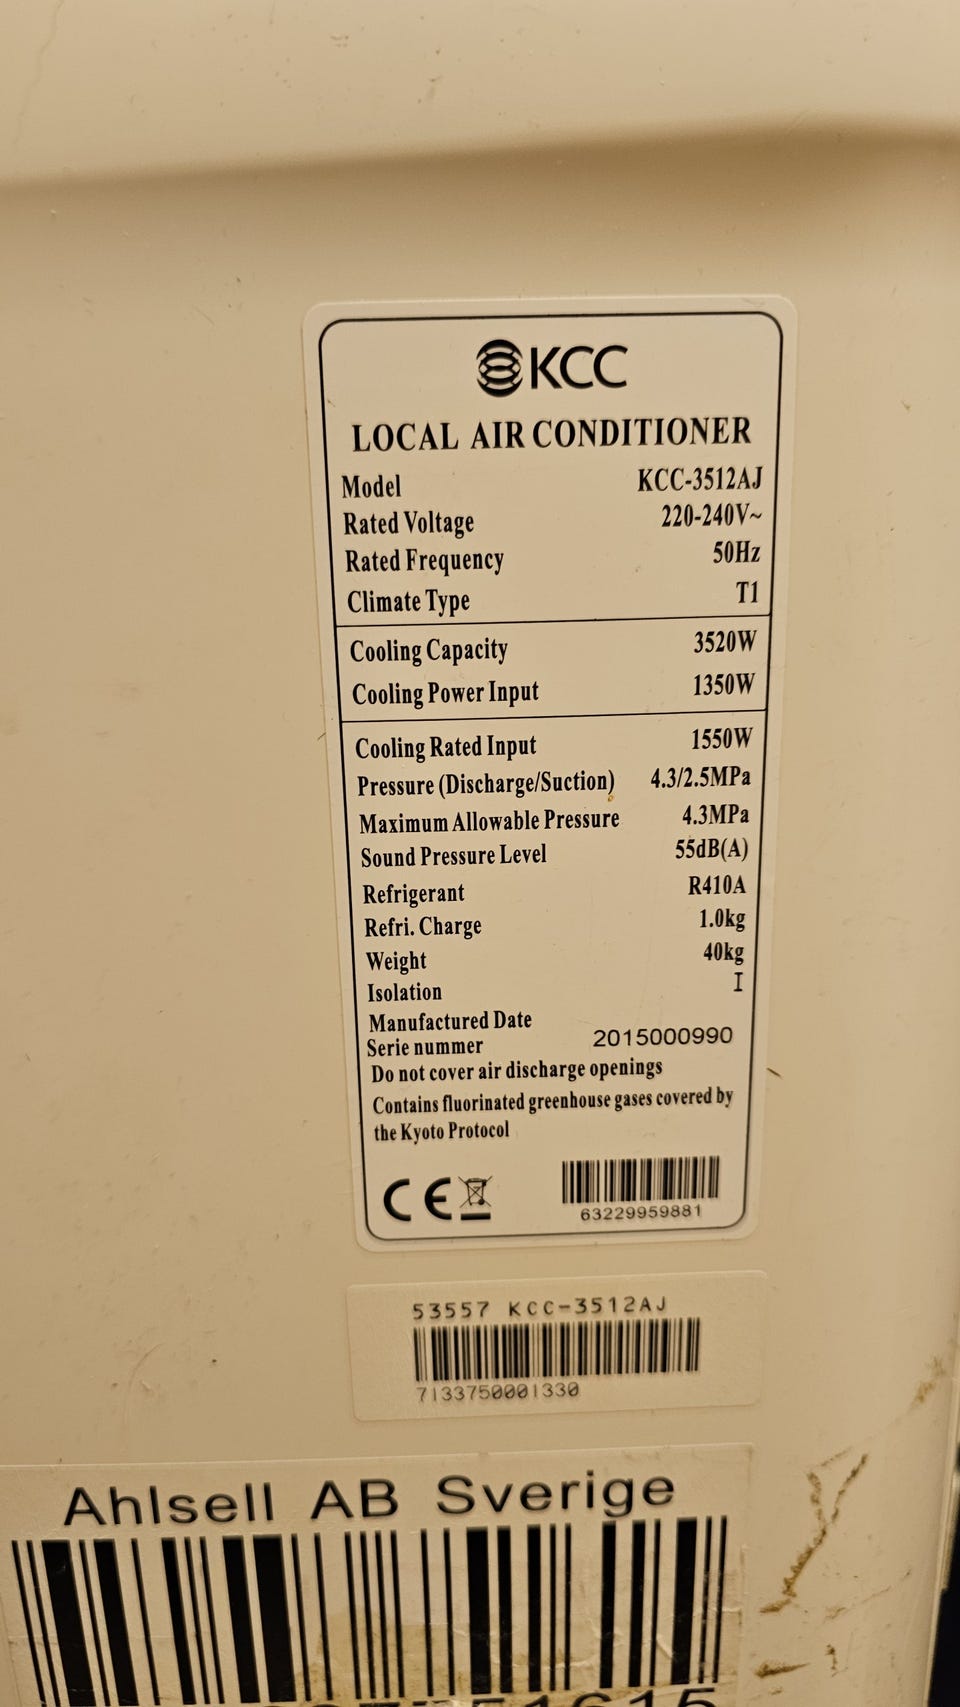 KCC
LOCAL AIR CONDITIONER
Model KCC-3512AJ
Rated Voltage 220-240V~
Rated Frequency 50Hz
Climate Type T1
Cooling Capacity 3520W
Cooling Power Input 1350W
Cooling Rated Input 1550W
Pressure (Discharge/Suction) 4.3/2.5MPa
Maximum Allowable Pressure 4.3MPa
Sound Pressure Level 55dB(A)
Refrigerant R410A
Refri. Charge 1.0kg
Weight 40kg
Isolation I
Manufactured Date
Serie nummer 2015000990
Do not cover air discharge openings
Contains fluorinated greenhouse gases covered by
the Kyoto Protocol
CE
63229959881
53557 KCC-3512AJ
7133750001330
Ahlsell AB Sverige